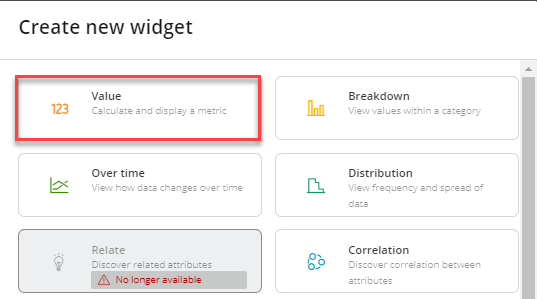 Create new widget
123
Value
Calculate and display a metric
Breakdown
View values within a category
Over time
View how data changes over time
Distribution
View frequency and spread of
data
Relate
Discover related attributes
No longer available
Correlation
Discover correlation between
attributes